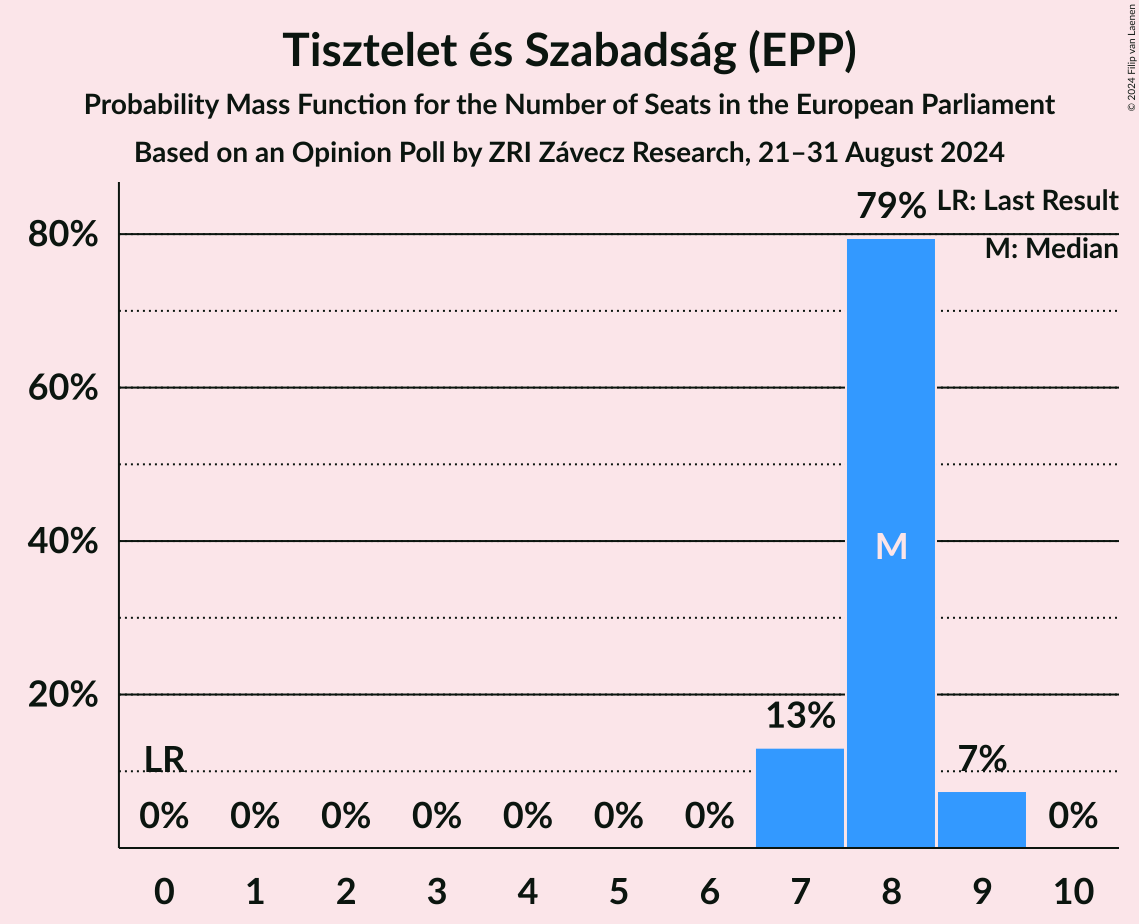 Tisztelet és Szabadság (EPP)
Probability Mass Function for the Number of Seats in the European Parliament
Based on an Opinion Poll by ZRI Závecz Research, 21–31 August 2024
© 2024 Filip van Laenen
LR: Last Result
M: Median
80%
60%
40%
20%
LR
0% 0% 0% 0% 0% 0% 0% 13% 79% 7% 0%
M
0 1 2 3 4 5 6 7 8 9 10